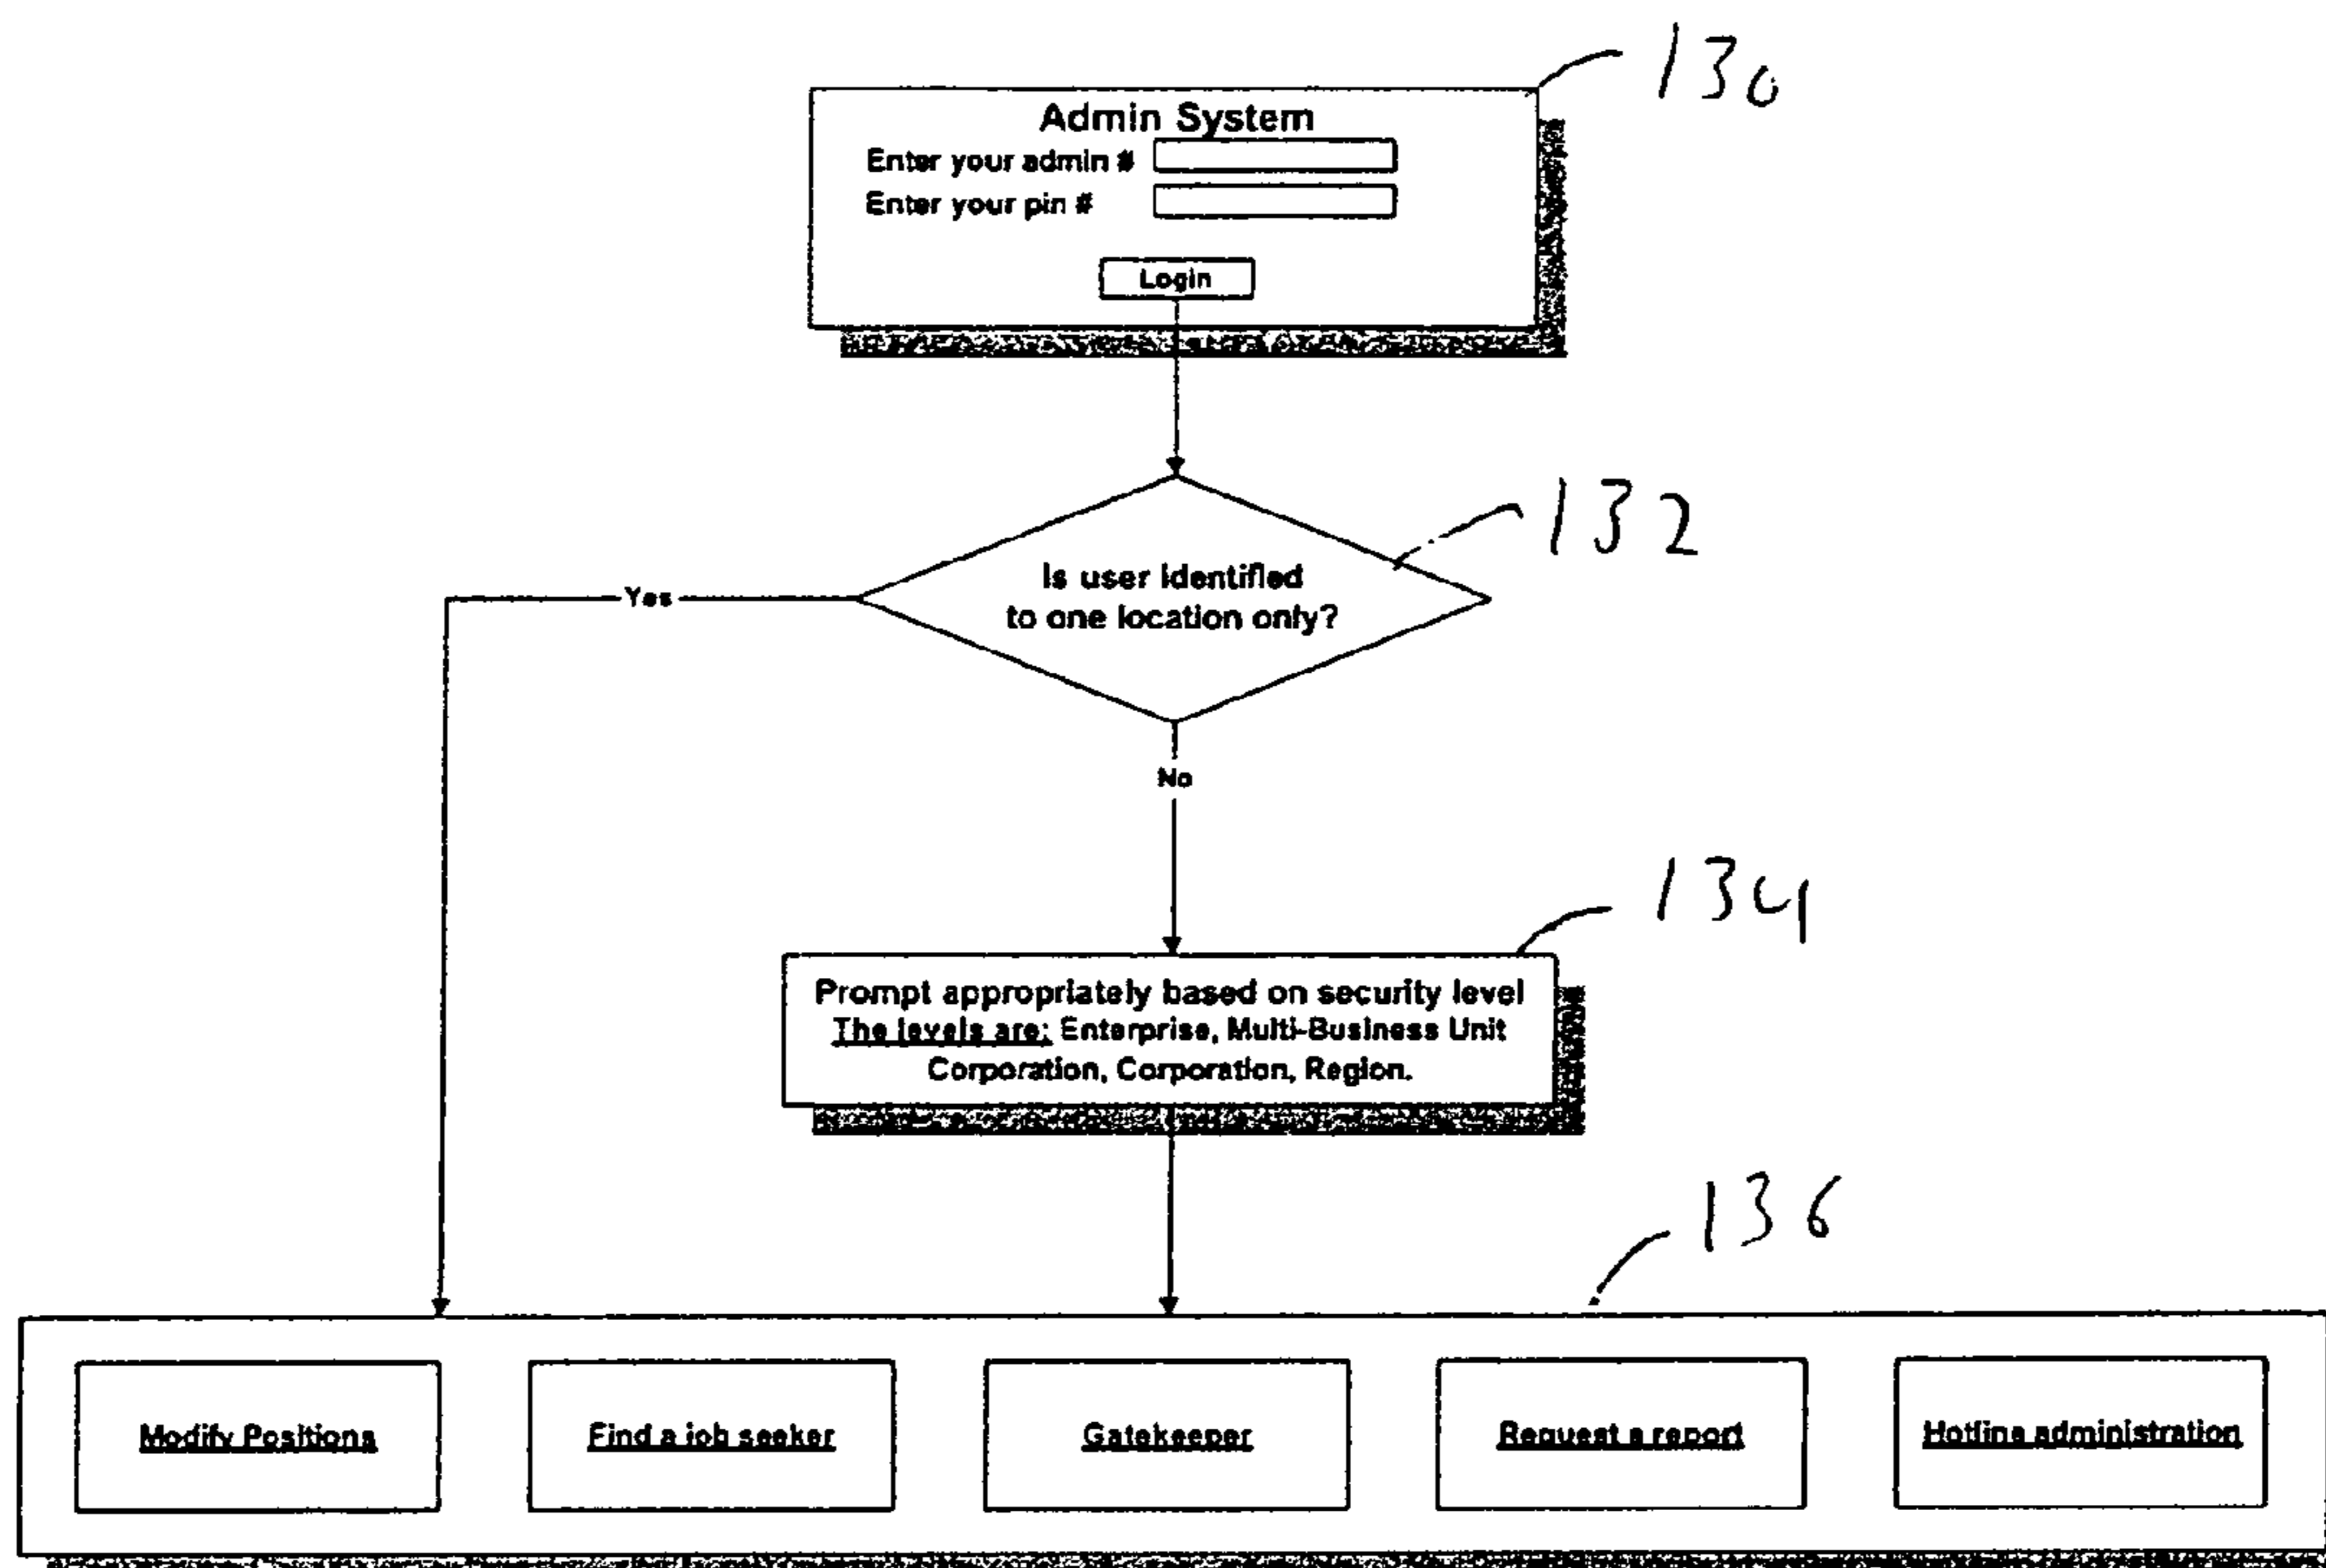 130
Admin System
Enter your admin #
Enter your pin #
Login
132
Is user identified
to one location only?
Yes
No
134
Prompt appropriately based on security level
The levels are: Enterprise, Multi-Business Unit
Corporation, Corporation, Region.
136
Modify Positions
Find a job seeker
Gatekeeper
Request a report
Hotline administration